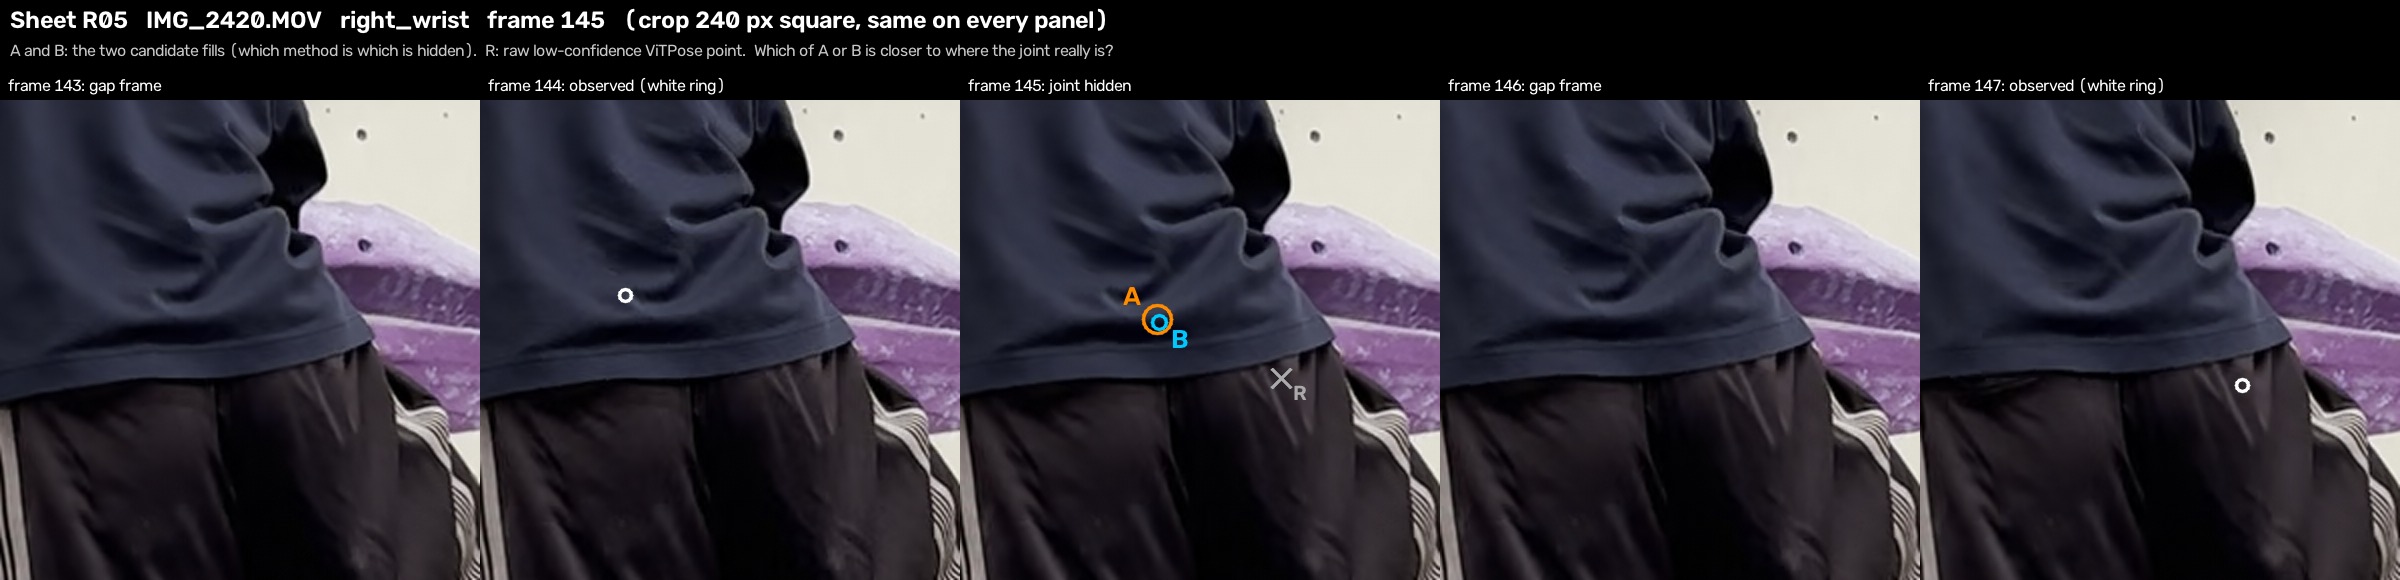 Sheet R05 IMG_2420.MOV right_wrist frame 145 (crop 240 px square, same on every panel)
A and B: the two candidate fills (which method is which is hidden). R: raw low-confidence ViTPose point. Which of A or B is closer to where the joint really is?
frame 143: gap frame
frame 144: observed (white ring)
frame 145: joint hidden
frame 146: gap frame
frame 147: observed (white ring)
A
B
R